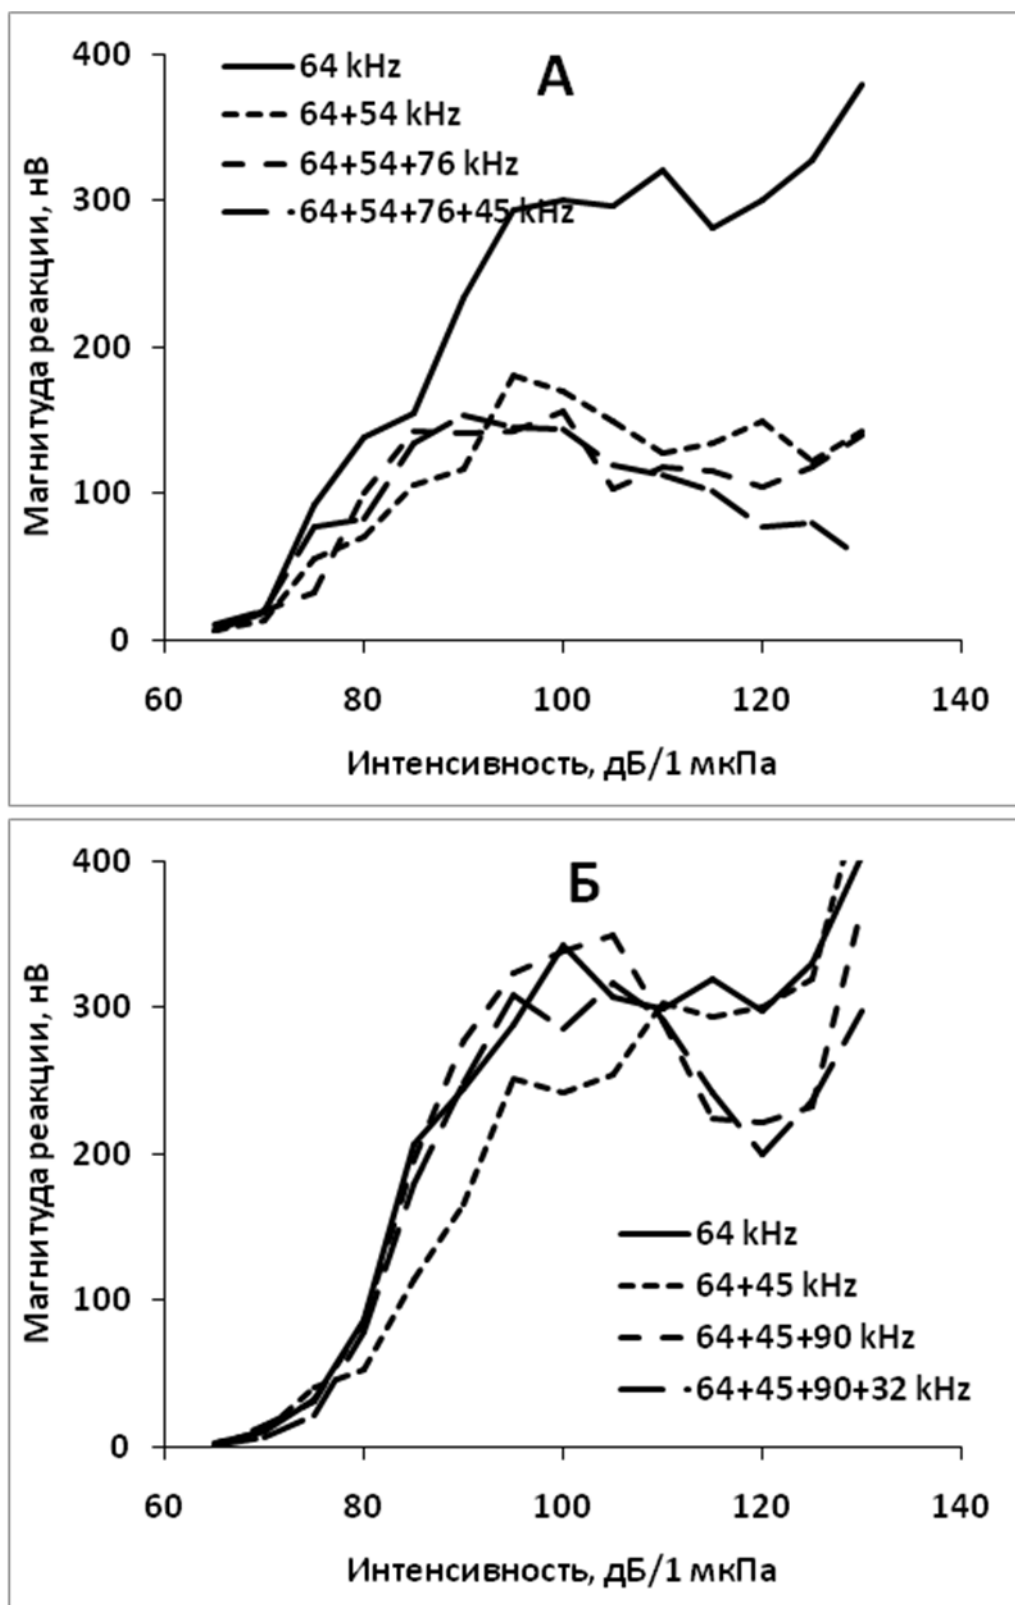 А
64 kHz
64+54 kHz
64+54+76 kHz
64+54+76+45 kHz
Магнитуда реакции, нВ
400
300
200
100
0
60 80 100 120 140
Интенсивность, дБ/1 мкПа
Б
Магнитуда реакции, нВ
400
300
200
100
0
64 kHz
64+45 kHz
64+45+90 kHz
64+45+90+32 kHz
60 80 100 120 140
Интенсивность, дБ/1 мкПа